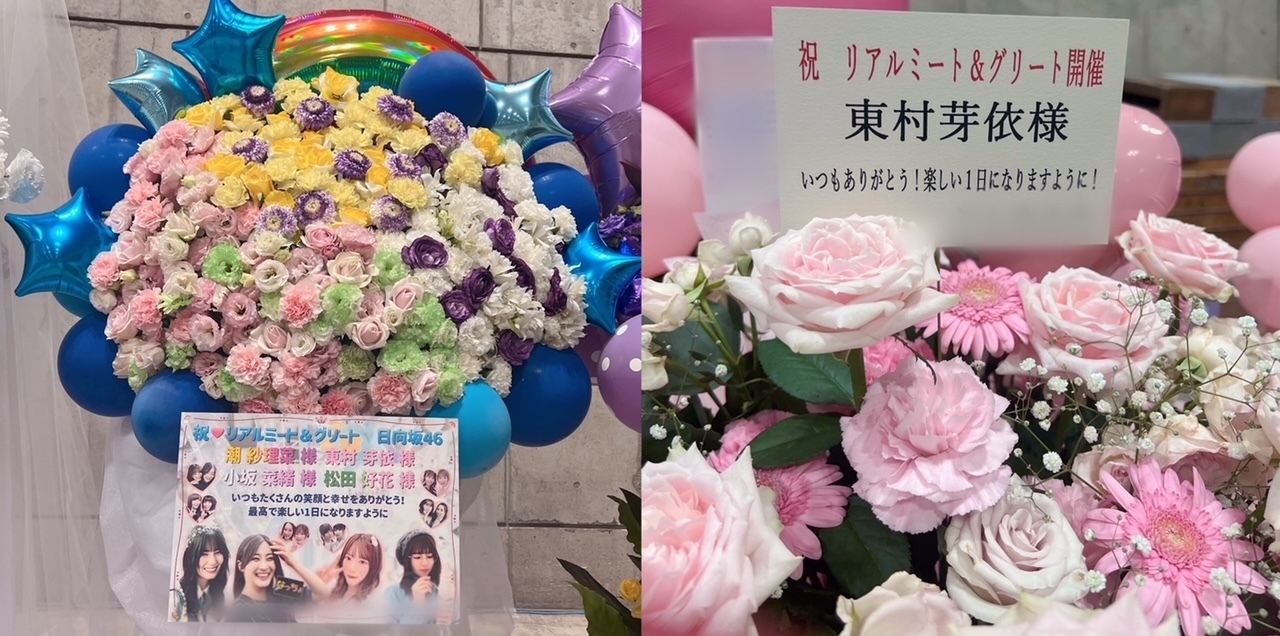 祝♥リアルミート＆グリート 日向坂46
潮 紗理菜 様 東村 芽依 様
小坂 菜緒 様 松田 好花 様
いつもたくさんの笑顔と幸せをありがとう!
最高で楽しい1日になりますように
祝 リアルミート＆グリート開催
東村芽依様
いつもありがとう！楽しい1日になりますように！